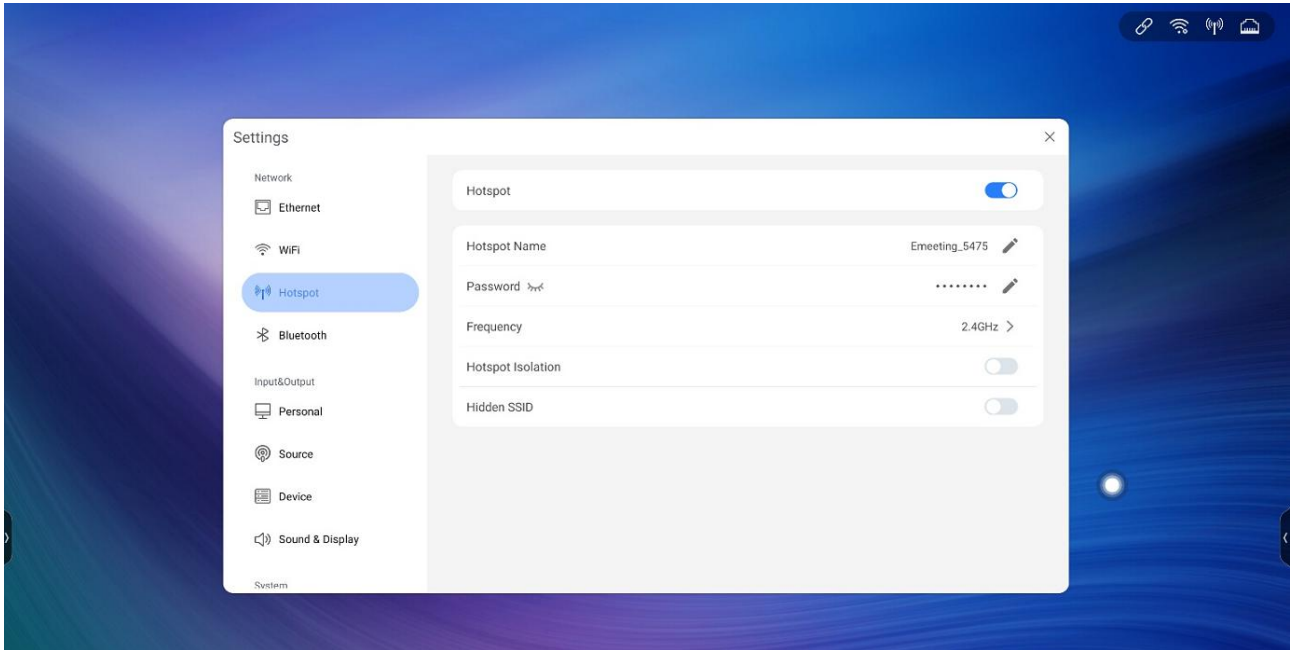 Settings
Network
Ethernet
WiFi
Hotspot
Bluetooth
Input&Output
Personal
Source
Device
Sound & Display
System
Hotspot
Hotspot Name Emeeting_5475
Password ••••••••
Frequency 2.4GHz
Hotspot Isolation
Hidden SSID